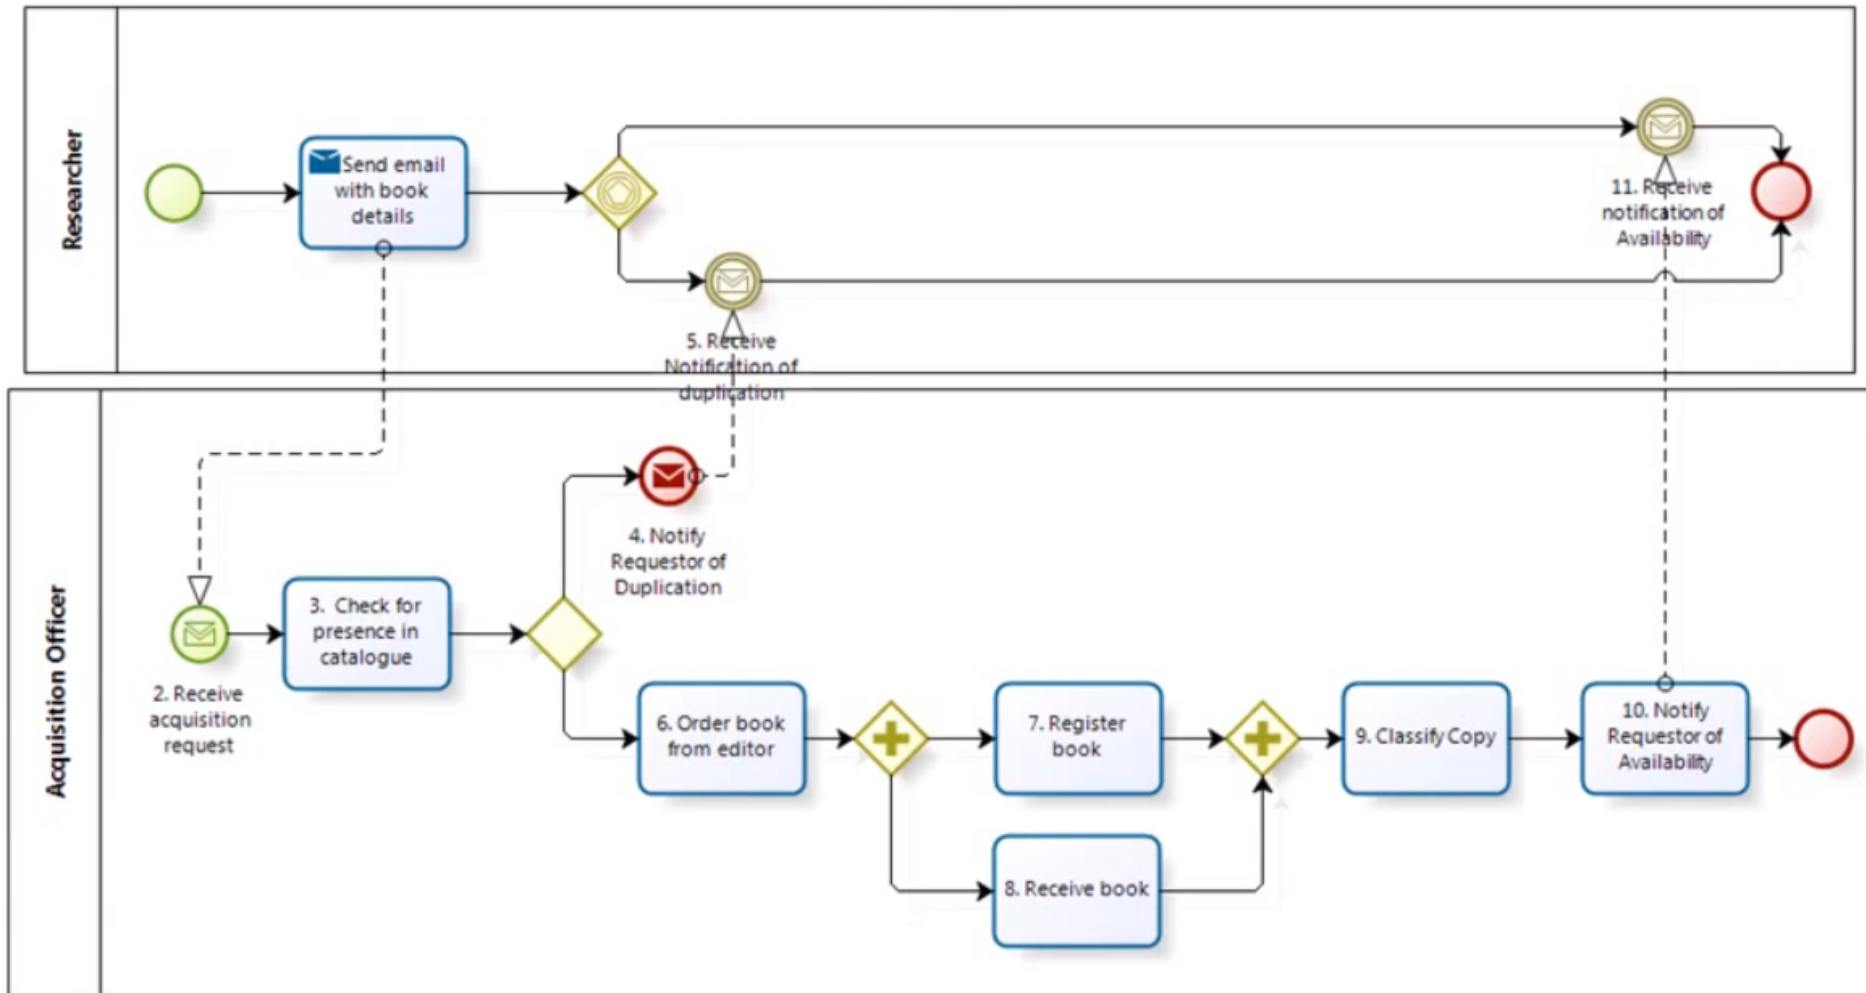 Researcher
Send email
with book
details
11. Receive
notification of
Availability
5. Receive
Notification of
duplication
Acquisition Officer
4. Notify
Requestor of
Duplication
3. Check for
presence in
catalogue
2. Receive
acquisition
request
6. Order book
from editor
7. Register
book
8. Receive book
9. Classify Copy
10. Notify
Requestor of
Availability